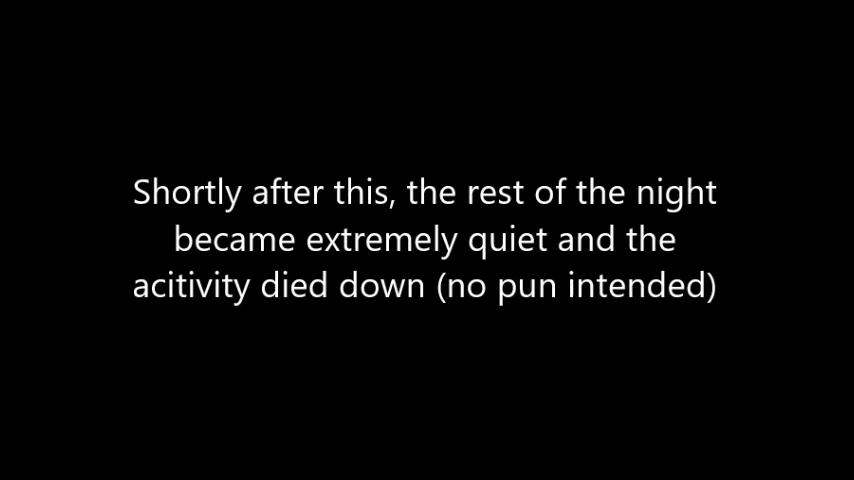 Shortly after this, the rest of the night
became extremely quiet and the
acitivity died down (no pun intended)